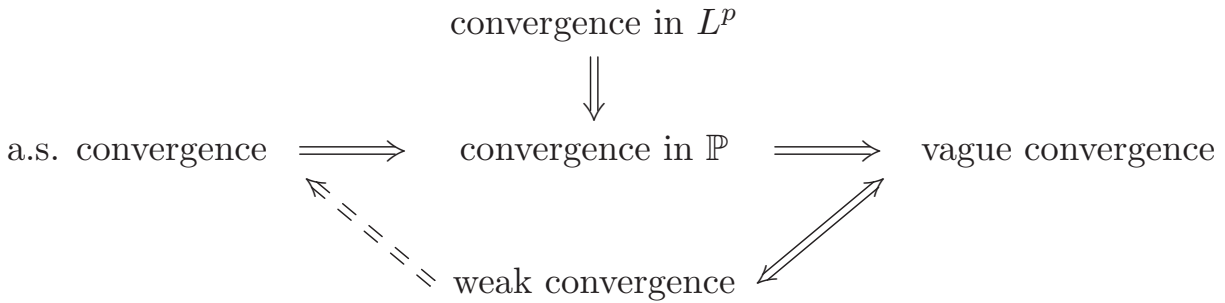 convergence in $L^p$
a.s. convergence convergence in ℙ vague convergence
weak convergence